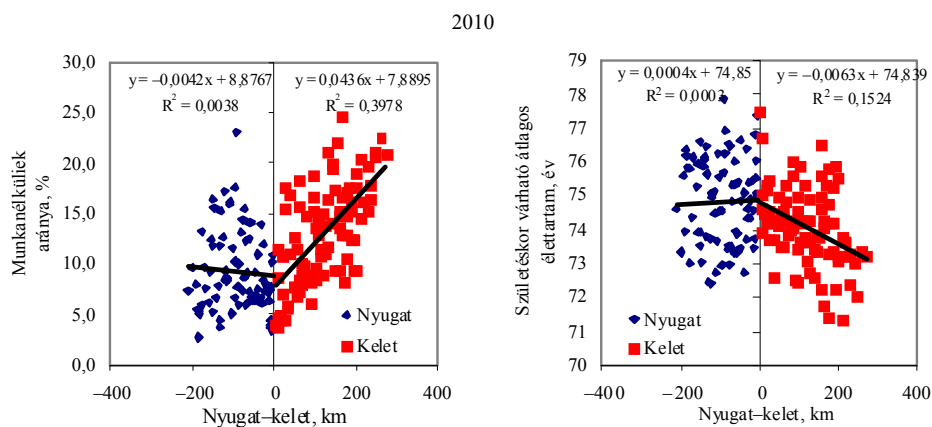 2010
30,0
25,0
20,0
15,0
10,0
5,0
0,0
Munkanélküliek
aránya, %
y = –0,0042x + 8,8767
R² = 0,0038
y = 0,0436x + 7,8895
R² = 0,3978
Nyugat
Kelet
–400 –200 0 200 400
Nyugat–kelet, km
79
78
77
76
75
74
73
72
71
70
Születéskor várható átlagos
élettartam, év
y = 0,0004x + 74,85
R² = 0,0003
y = –0,0063x + 74,839
R² = 0,1524
Nyugat
Kelet
–400 –200 0 200 400
Nyugat–kelet, km